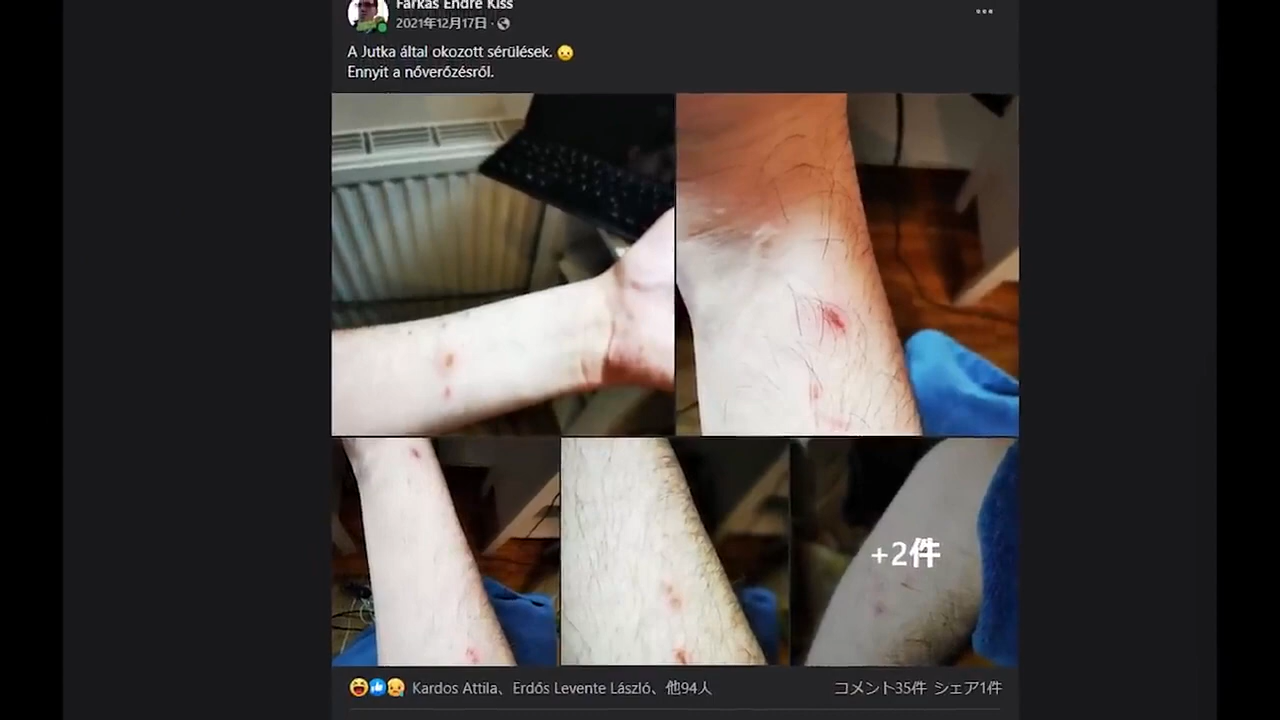 Farkas Endre Kiss
2021年12月17日 ·
A Jutka által okozott sérülések.
Ennyit a nőverőzésről.
+2件
Kardos Attila、Erdős Levente László、他94人
コメント35件 シェア1件